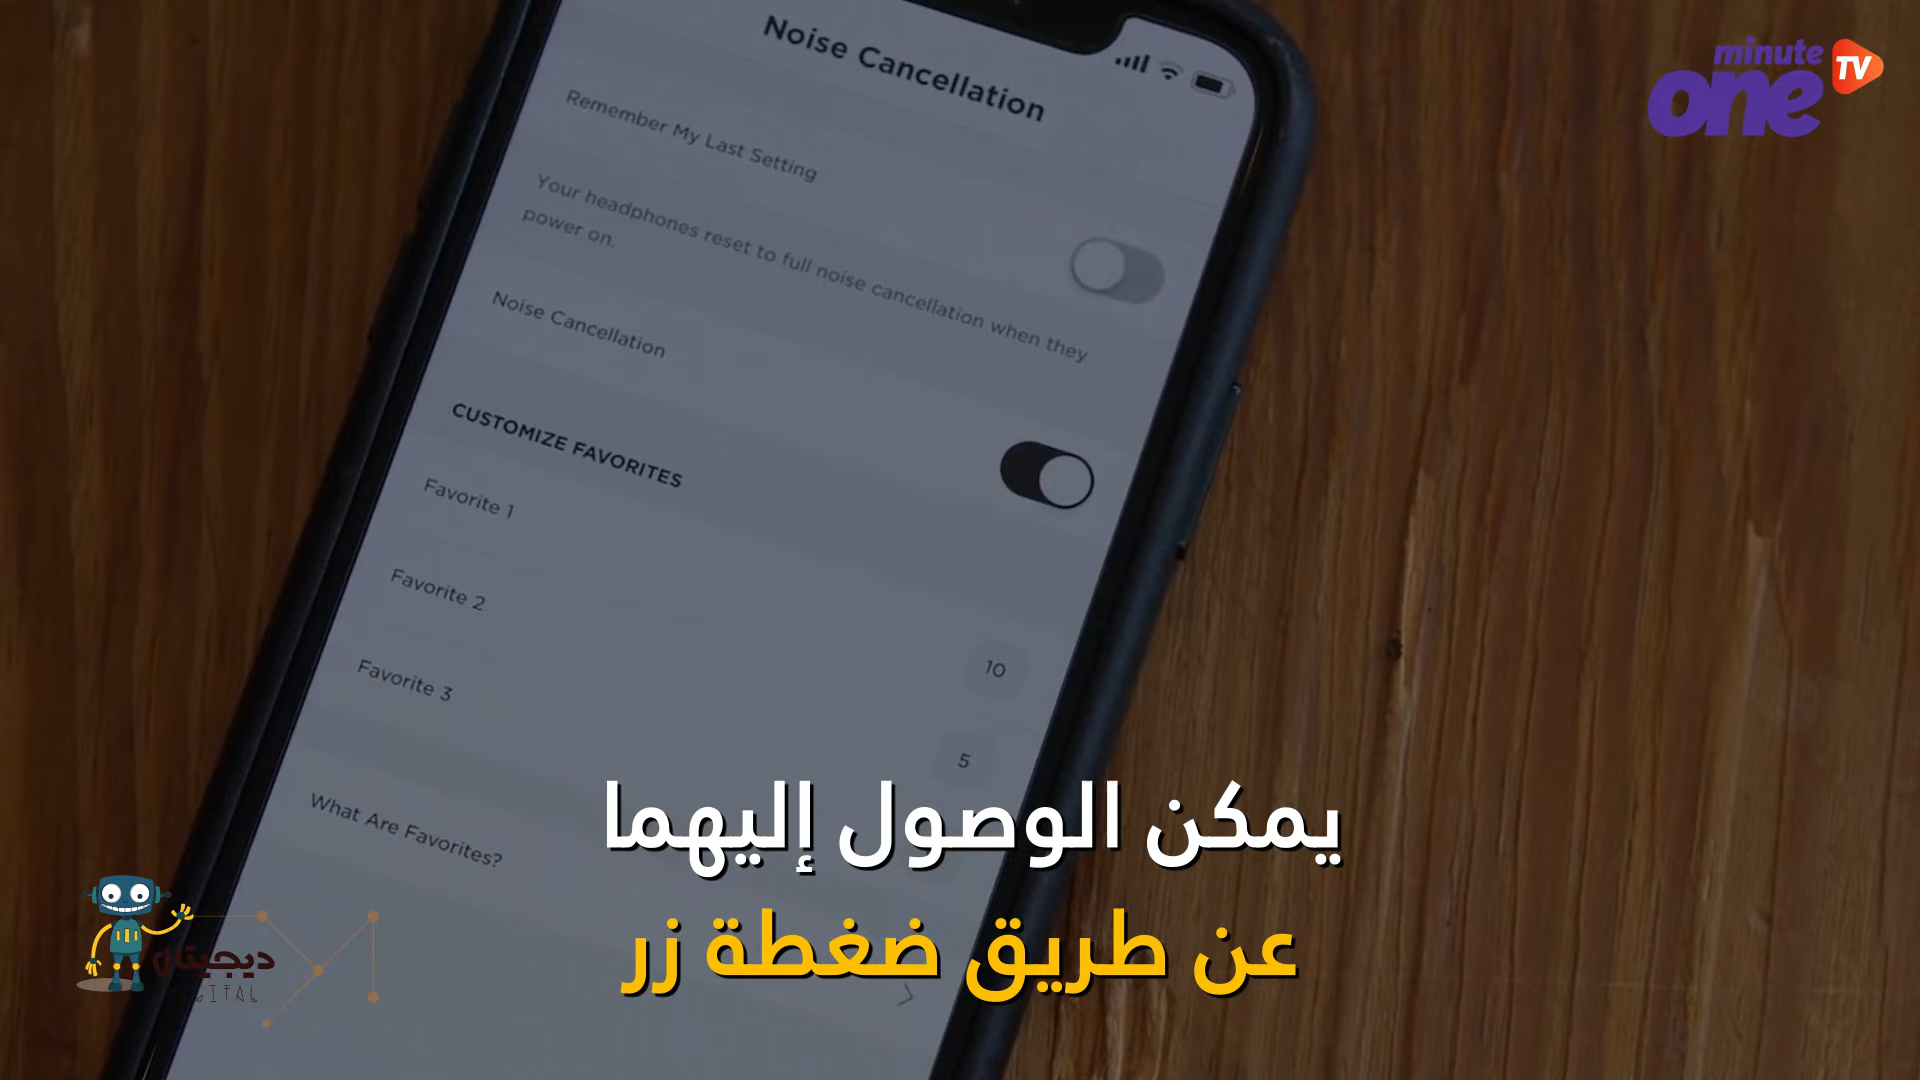 minute
one
TV
Noise Cancellation
Remember My Last Setting
Your headphones reset to full noise cancellation when they
power on.
Noise Cancellation
CUSTOMIZE FAVORITES
Favorite 1
Favorite 2
10
Favorite 3
5
What Are Favorites?
يمكن الوصول إليهما
عن طريق ضغطة زر
ديجيتال
DIGITAL